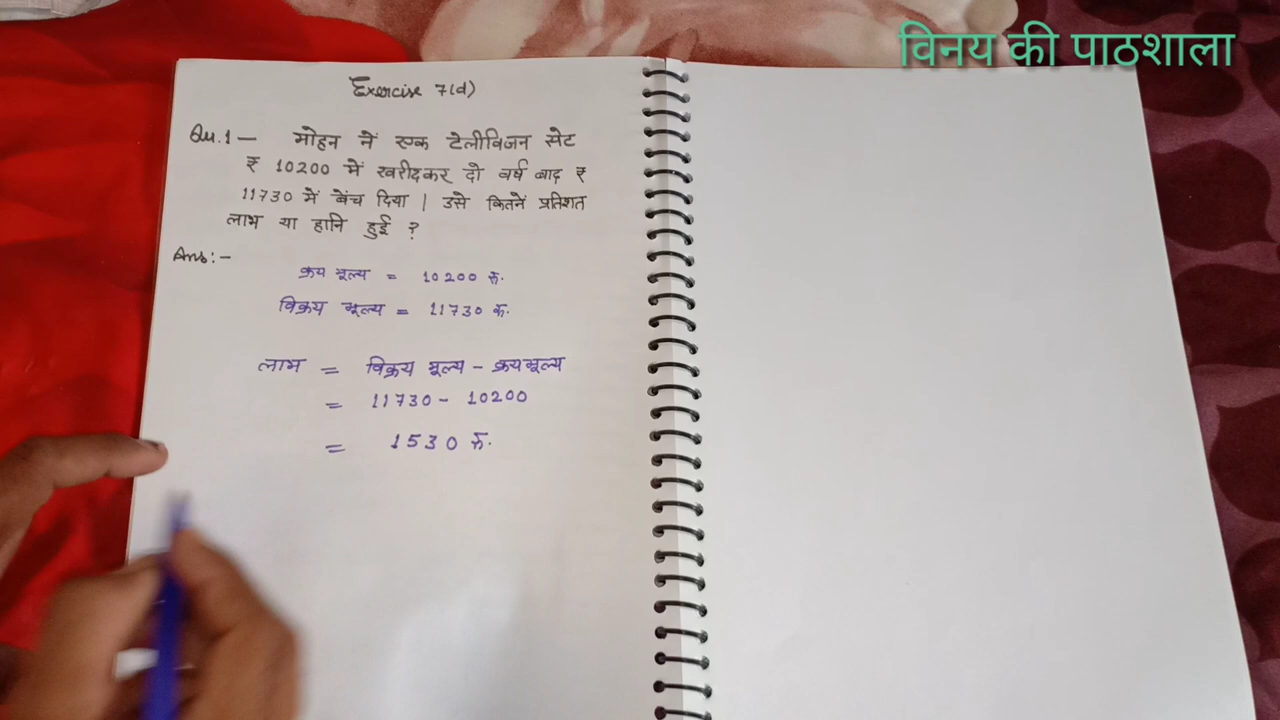 विनय की पाठशाला
Exercise 7(d)
Qu.1 – मोहन नें एक टेलीविजन सेट
₹ 10200 में खरीदकर दो वर्ष बाद ₹
11730 में बेंच दिया | उसे कितनें प्रतिशत
लाभ या हानि हुई ?
Ans:-
क्रय मूल्य = 10200 रु.
विक्रय मूल्य = 11730 रु.
लाभ = विक्रय मूल्य - क्रयमूल्य
= 11730 - 10200
= 1530 रु.